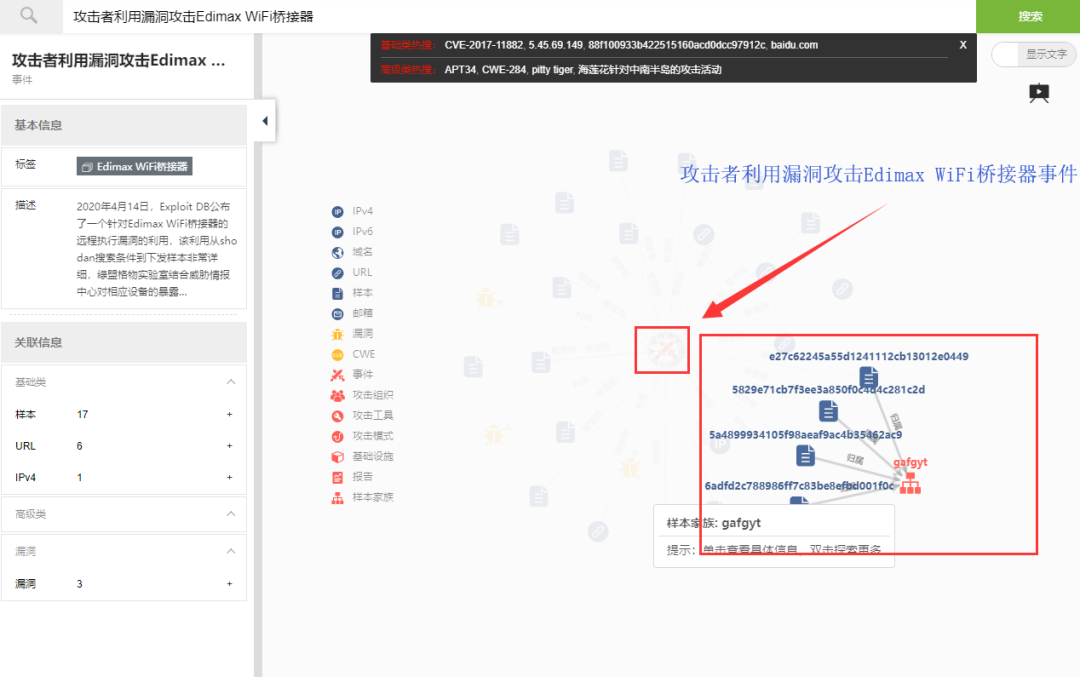 攻击者利用漏洞攻击Edimax WiFi桥接器
搜索
攻击者利用漏洞攻击Edimax ...
事件
基础类热搜： CVE-2017-11882, 5.45.69.149, 88f100933b422515160acd0dcc97912c, baidu.com
X
高级类热搜： APT34, CWE-284, pitty tiger, 海莲花针对中南半岛的攻击活动
显示文字
基本信息
标签
Edimax WiFi桥接器
描述
2020年4月14日，Exploit DB公布
了一个针对Edimax WiFi桥接器的
远程执行漏洞的利用，该利用从sho
dan搜索条件到下发样本非常详
细，绿盟格物实验室结合威胁情报
中心对相应设备的暴露...
关联信息
基础类
样本 17 +
URL 6 +
IPv4 1 +
高级类
漏洞
漏洞 3 +
IPv4
IPv6
域名
URL
样本
邮箱
漏洞
CWE
事件
攻击组织
攻击工具
攻击模式
基础设施
报告
样本家族
攻击者利用漏洞攻击Edimax WiFi桥接器事件
e27c62245a55d1241112cb13012e0449
5829e71cb7f3ee3a850f0c4d4c281c2d
5a4899934105f98aeaf9ac4b35462ac9
归属
归属
gafgyt
6adfd2c788986ff7c83be8efbd001f0c
样本家族: gafgyt
提示：单击查看具体信息，双击探索更多